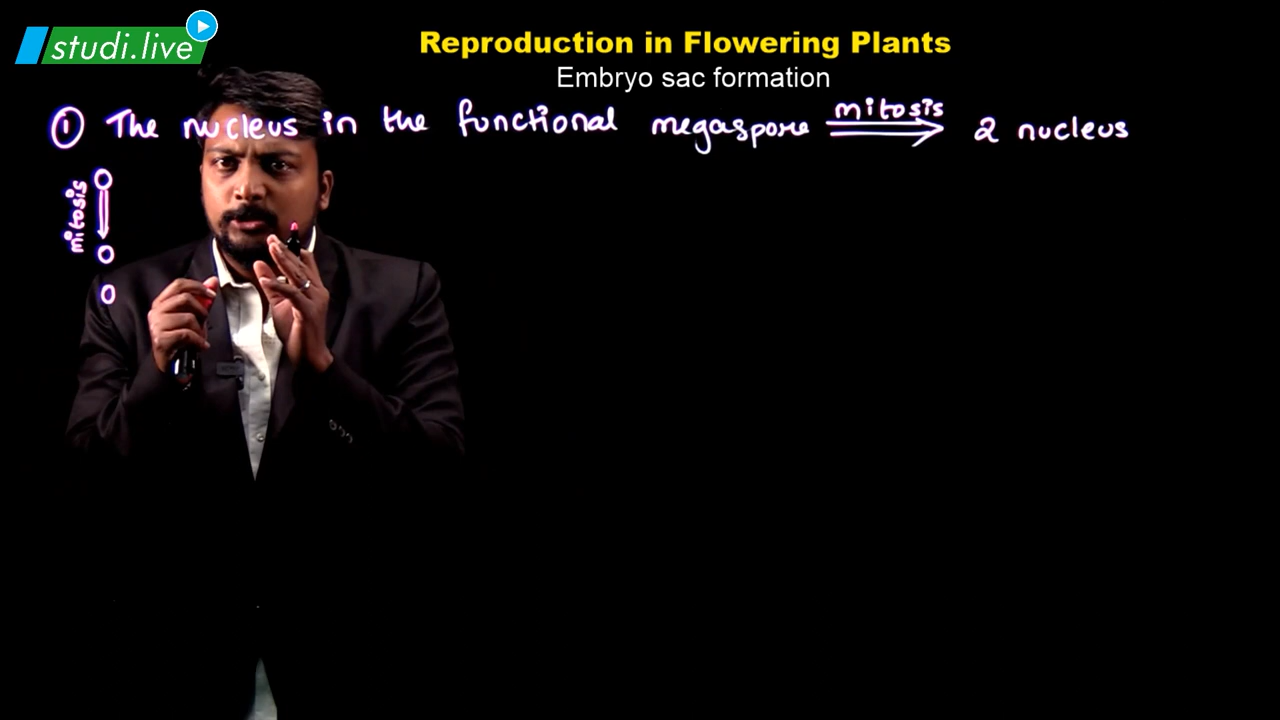 studi.live
Reproduction in Flowering Plants
Embryo sac formation
① The nucleus in the functional megaspore mitosis 2 nucleus
mitosis